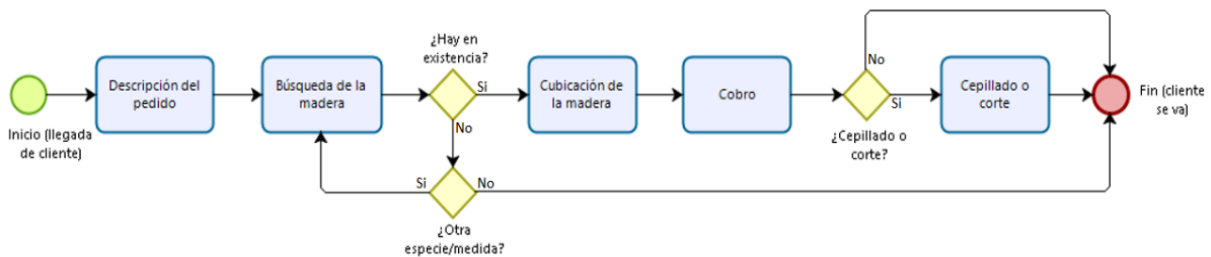 Inicio (llegada
de cliente)
Descripción del
pedido
Búsqueda de la
madera
¿Hay en
existencia?
Si
No
¿Otra
especie/medida?
Si
No
Cubicación de
la madera
Cobro
¿Cepillado o
corte?
No
Si
Cepillado o
corte
Fin (cliente
se va)